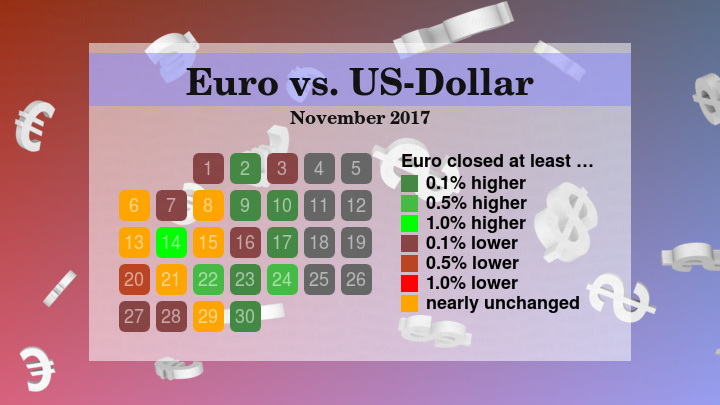 Euro vs. US-Dollar
November 2017
1 2 3 4 5
6 7 8 9 10 11 12
13 14 15 16 17 18 19
20 21 22 23 24 25 26
27 28 29 30
Euro closed at least …
0.1% higher
0.5% higher
1.0% higher
0.1% lower
0.5% lower
1.0% lower
nearly unchanged